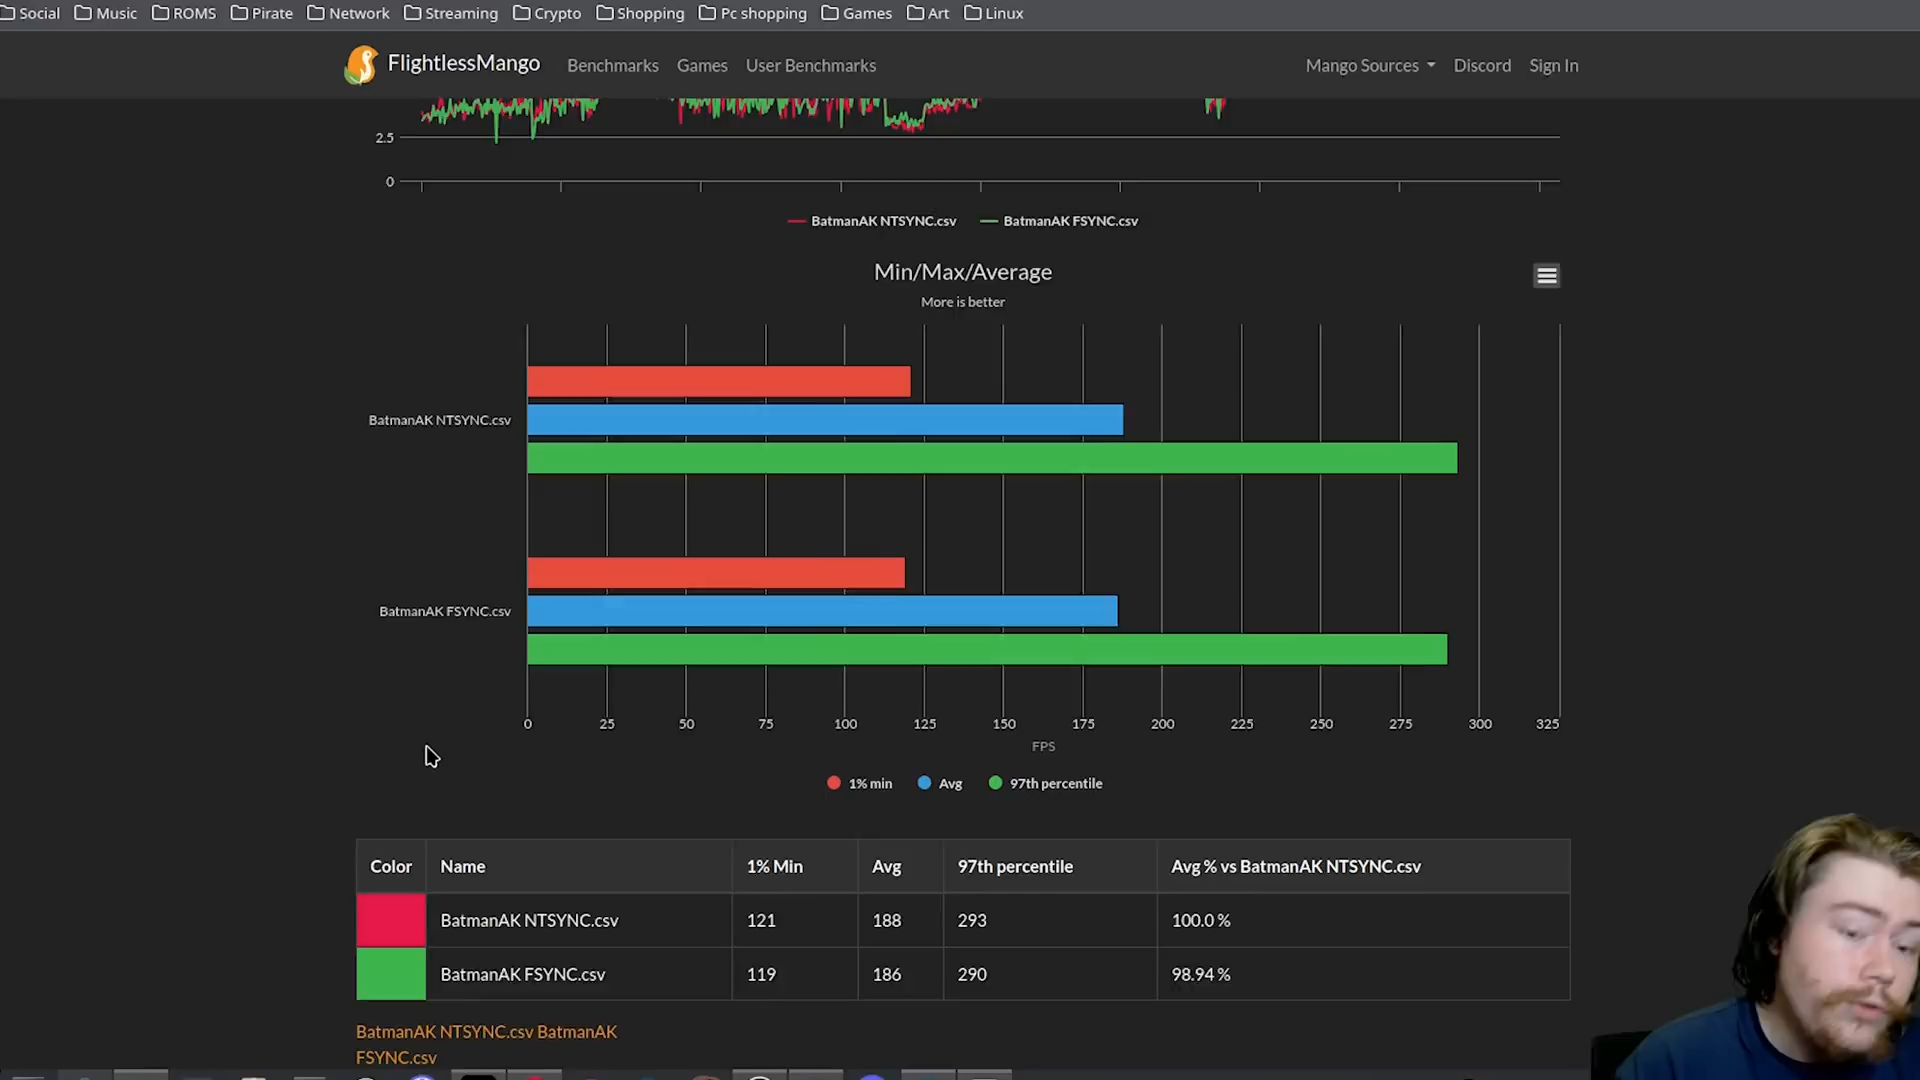 Social Music ROMS Pirate Network Streaming Crypto Shopping Pc shopping Games Art Linux
FlightlessMango Benchmarks Games User Benchmarks Mango Sources Discord Sign In
2.5
0
BatmanAK NTSYNC.csv BatmanAK FSYNC.csv
Min/Max/Average
More is better
BatmanAK NTSYNC.csv
BatmanAK FSYNC.csv
0 25 50 75 100 125 150 175 200 225 250 275 300 325
FPS
1% min Avg 97th percentile
Color Name 1% Min Avg 97th percentile Avg % vs BatmanAK NTSYNC.csv
BatmanAK NTSYNC.csv 121 188 293 100.0 %
BatmanAK FSYNC.csv 119 186 290 98.94 %
BatmanAK NTSYNC.csv BatmanAK
FSYNC.csv